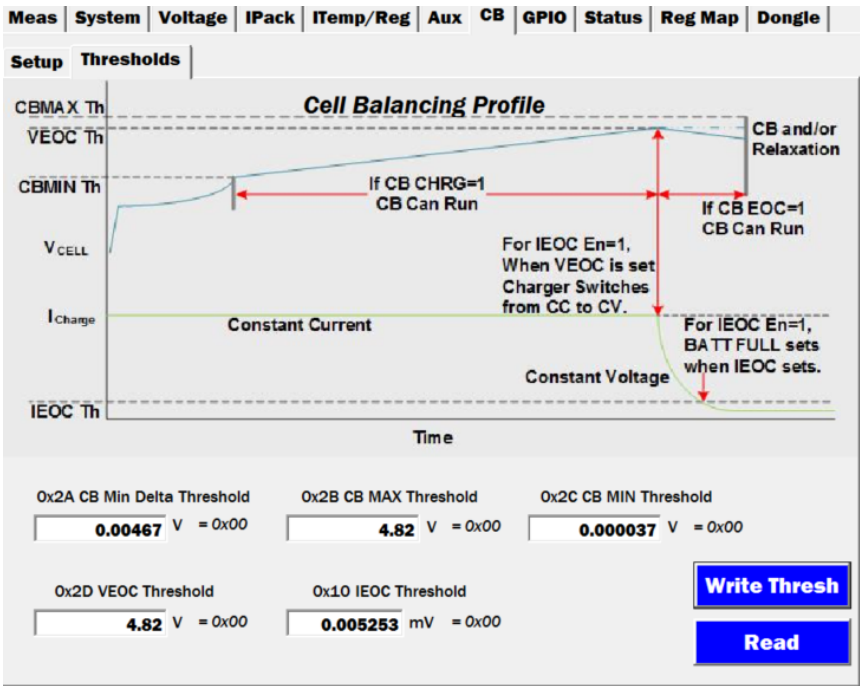 Meas System Voltage IPack ITemp/Reg Aux CB GPIO Status Reg Map Dongle
Setup Thresholds
Cell Balancing Profile
CBMAX Th
VEOC Th
CBMIN Th
V CELL
I Charge
IEOC Th
CB and/or
Relaxation
If CB CHRG=1
CB Can Run
If CB EOC=1
CB Can Run
For IEOC En=1,
When VEOC is set
Charger Switches
from CC to CV.
Constant Current
For IEOC En=1,
BATT FULL sets
when IEOC sets.
Constant Voltage
Time
0x2A CB Min Delta Threshold
0.00467 V = 0x00
0x2B CB MAX Threshold
4.82 V = 0x00
0x2C CB MIN Threshold
0.000037 V = 0x00
0x2D VEOC Threshold
4.82 V = 0x00
0x10 IEOC Threshold
0.005253 mV = 0x00
Write Thresh
Read